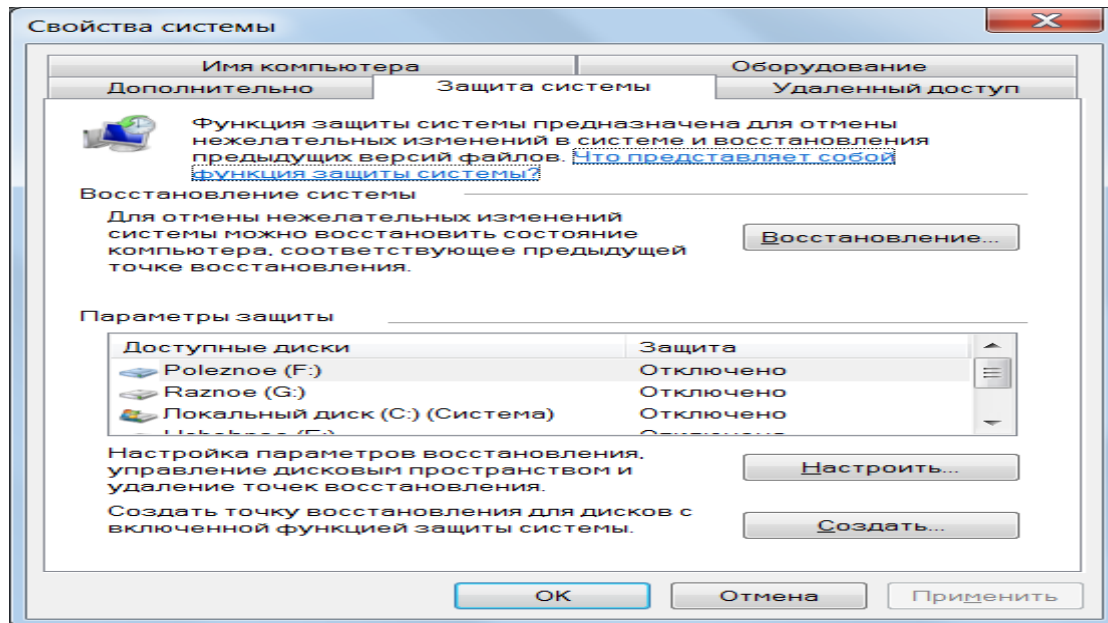 Свойства системы
Имя компьютера
Оборудование
Дополнительно
Защита системы
Удаленный доступ
Функция защиты системы предназначена для отмены
нежелательных изменений в системе и восстановления
предыдущих версий файлов. Что представляет собой
функция защиты системы?
Восстановление системы
Для отмены нежелательных изменений
системы можно восстановить состояние
компьютера, соответствующее предыдущей
точке восстановления.
Восстановление...
Параметры защиты
Доступные диски
Защита
Poleznoe (F:)
Отключено
Raznoe (G:)
Отключено
Локальный диск (C:) (Система)
Отключено
Настройка параметров восстановления,
управление дисковым пространством и
удаление точек восстановления.
Настроить...
Создать точку восстановления для дисков с
включенной функцией защиты системы.
Создать...
OK
Отмена
Применить